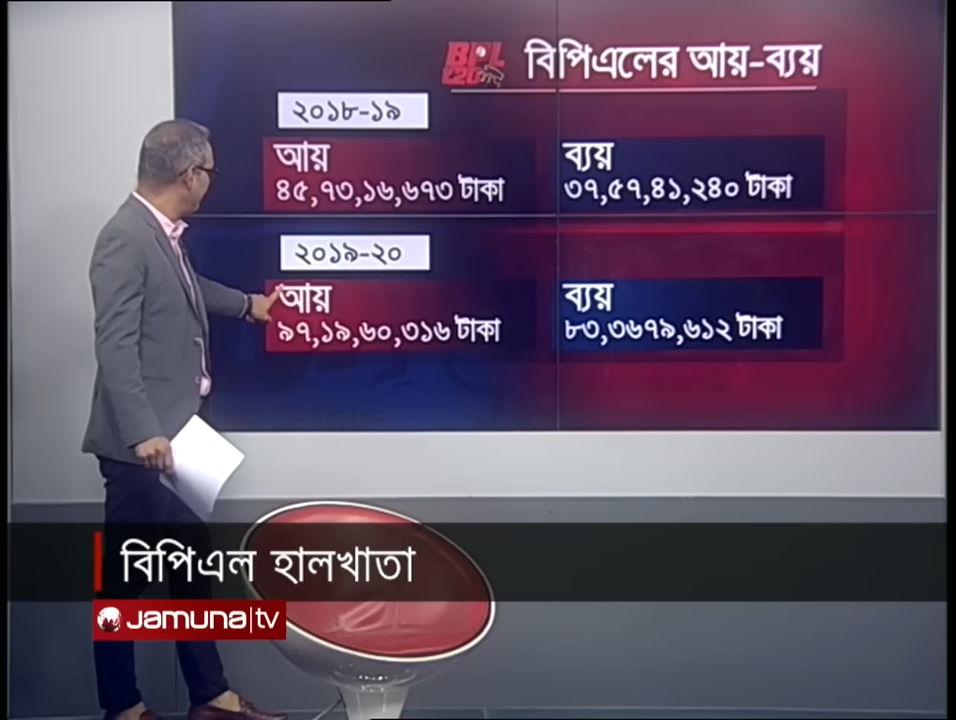 BPL
T20
বিপিএলের আয়-ব্যয়
২০১৮-১৯
আয়
৪৫,৭৩,১৬,৬৭৩ টাকা
ব্যয়
৩৭,৫৭,৪১,২৪০ টাকা
২০১৯-২০
আয়
৯৭,১৯,৬০,৩১৬ টাকা
ব্যয়
৮৩,৩৬৭৯,৬১২ টাকা
বিপিএল হালখাতা
Jamuna|tv